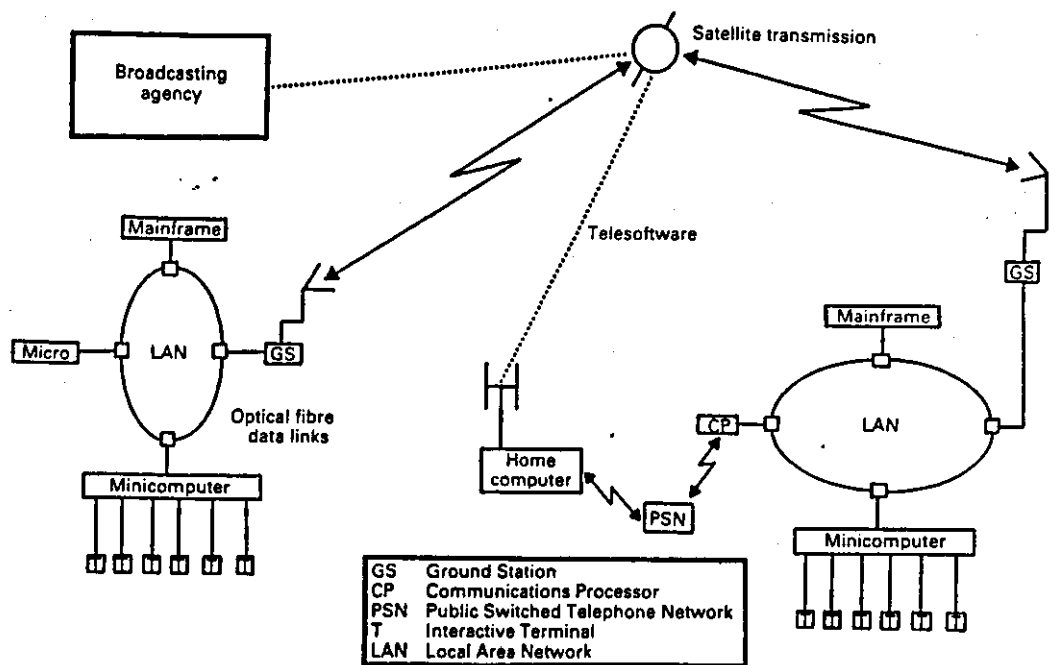 Satellite transmission
Broadcasting
agency
Telesoftware
Mainframe
Micro
LAN
GS
Optical fibre
data links
Minicomputer
T T T T T T
Home
computer
PSN
CP
GS
Mainframe
LAN
Minicomputer
T T T T T T
GS Ground Station
CP Communications Processor
PSN Public Switched Telephone Network
T Interactive Terminal
LAN Local Area Network